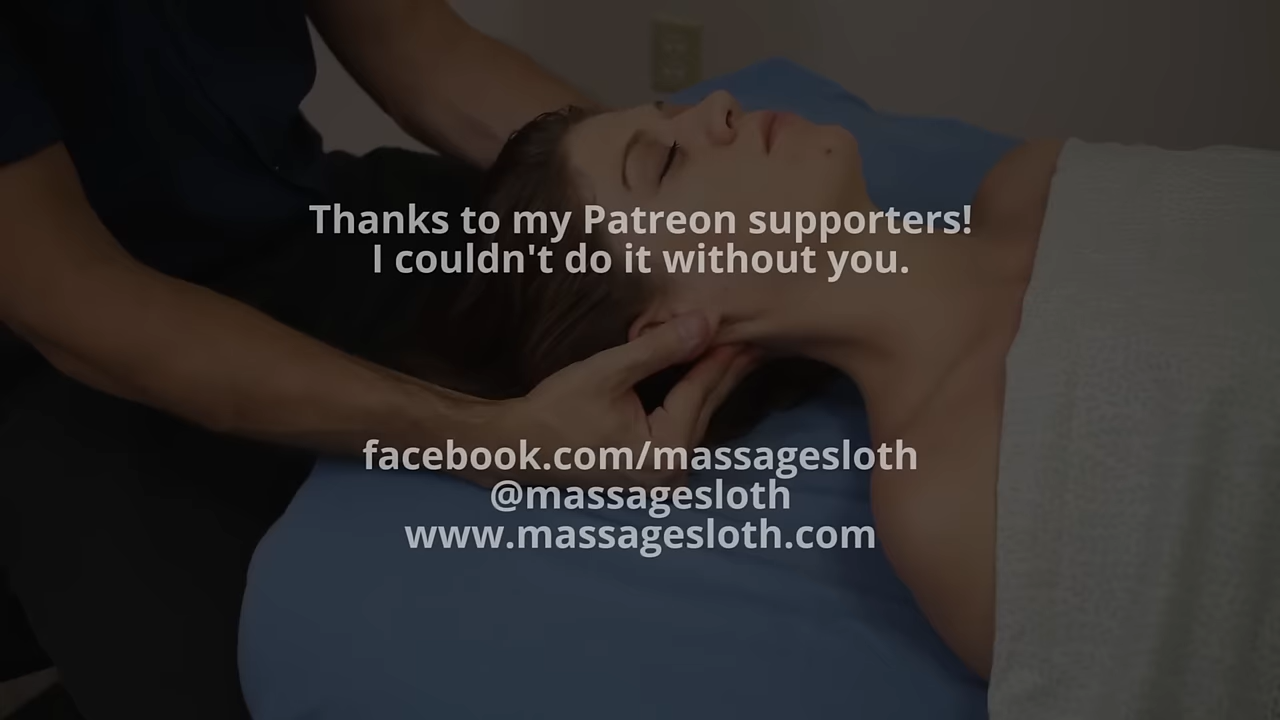 Thanks to my Patreon supporters!
I couldn't do it without you.
facebook.com/massagesloth
@massagesloth
www.massagesloth.com